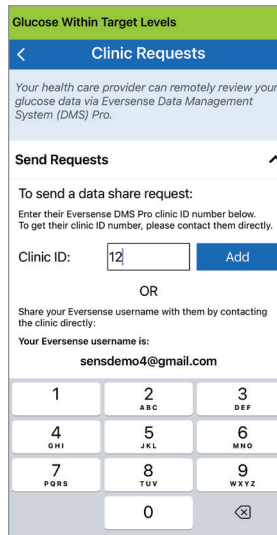 Glucose Within Target Levels
Clinic Requests
Your health care provider can remotely review your
glucose data via Eversense Data Management
System (DMS) Pro.
Send Requests
To send a data share request:
Enter their Eversense DMS Pro clinic ID number below.
To get their clinic ID number, please contact them directly.
Clinic ID: 12 Add
OR
Share your Eversense username with them by contacting
the clinic directly:
Your Eversense username is:
sensdemo4@gmail.com
1 2 3
ABC DEF
4 5 6
GHI JKL MNO
7 8 9
PQRS TUV WXYZ
0